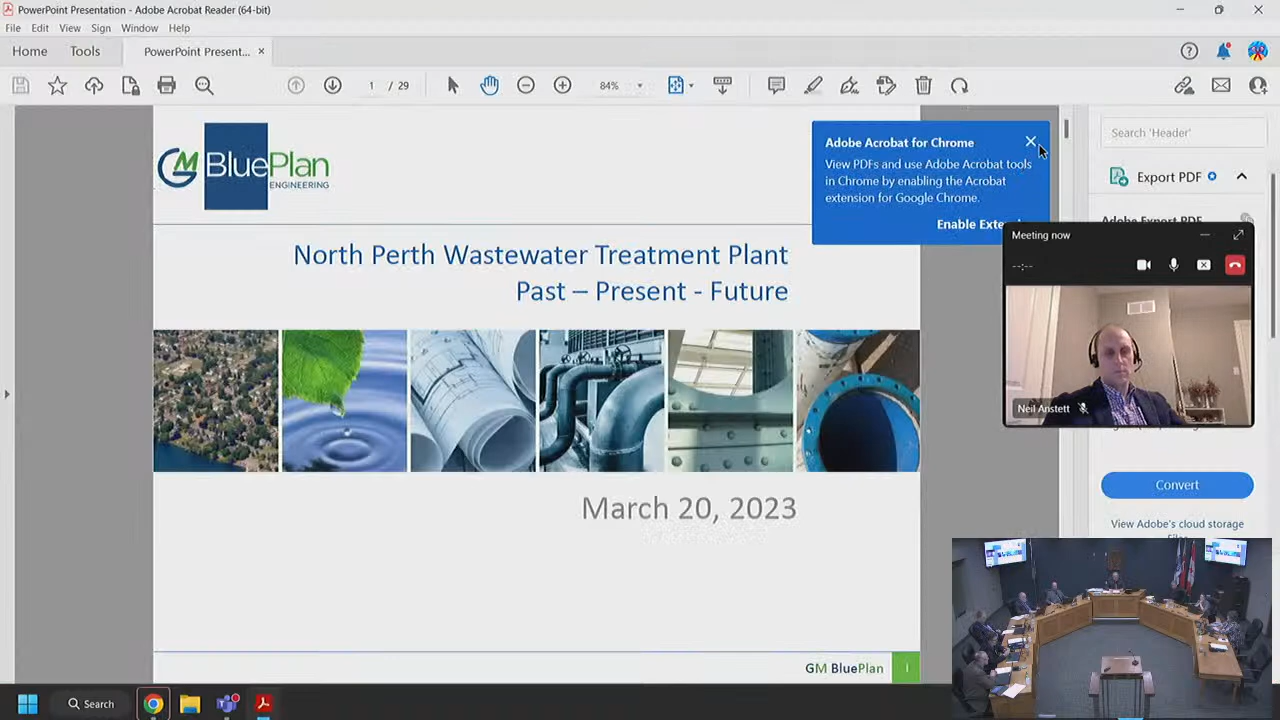 PowerPoint Presentation - Adobe Acrobat Reader (64-bit)
File Edit View Sign Window Help
Home Tools PowerPoint Present... ×
1 / 29 84%
GM BluePlan
ENGINEERING
Adobe Acrobat for Chrome
View PDFs and use Adobe Acrobat tools
in Chrome by enabling the Acrobat
extension for Google Chrome.
Search 'Header'
Export PDF
Adobe Export PDF
Meeting now
--:--
Neil Anstett
North Perth Wastewater Treatment Plant
Past – Present - Future
March 20, 2023
Convert
View Adobe's cloud storage
GM BluePlan
Search